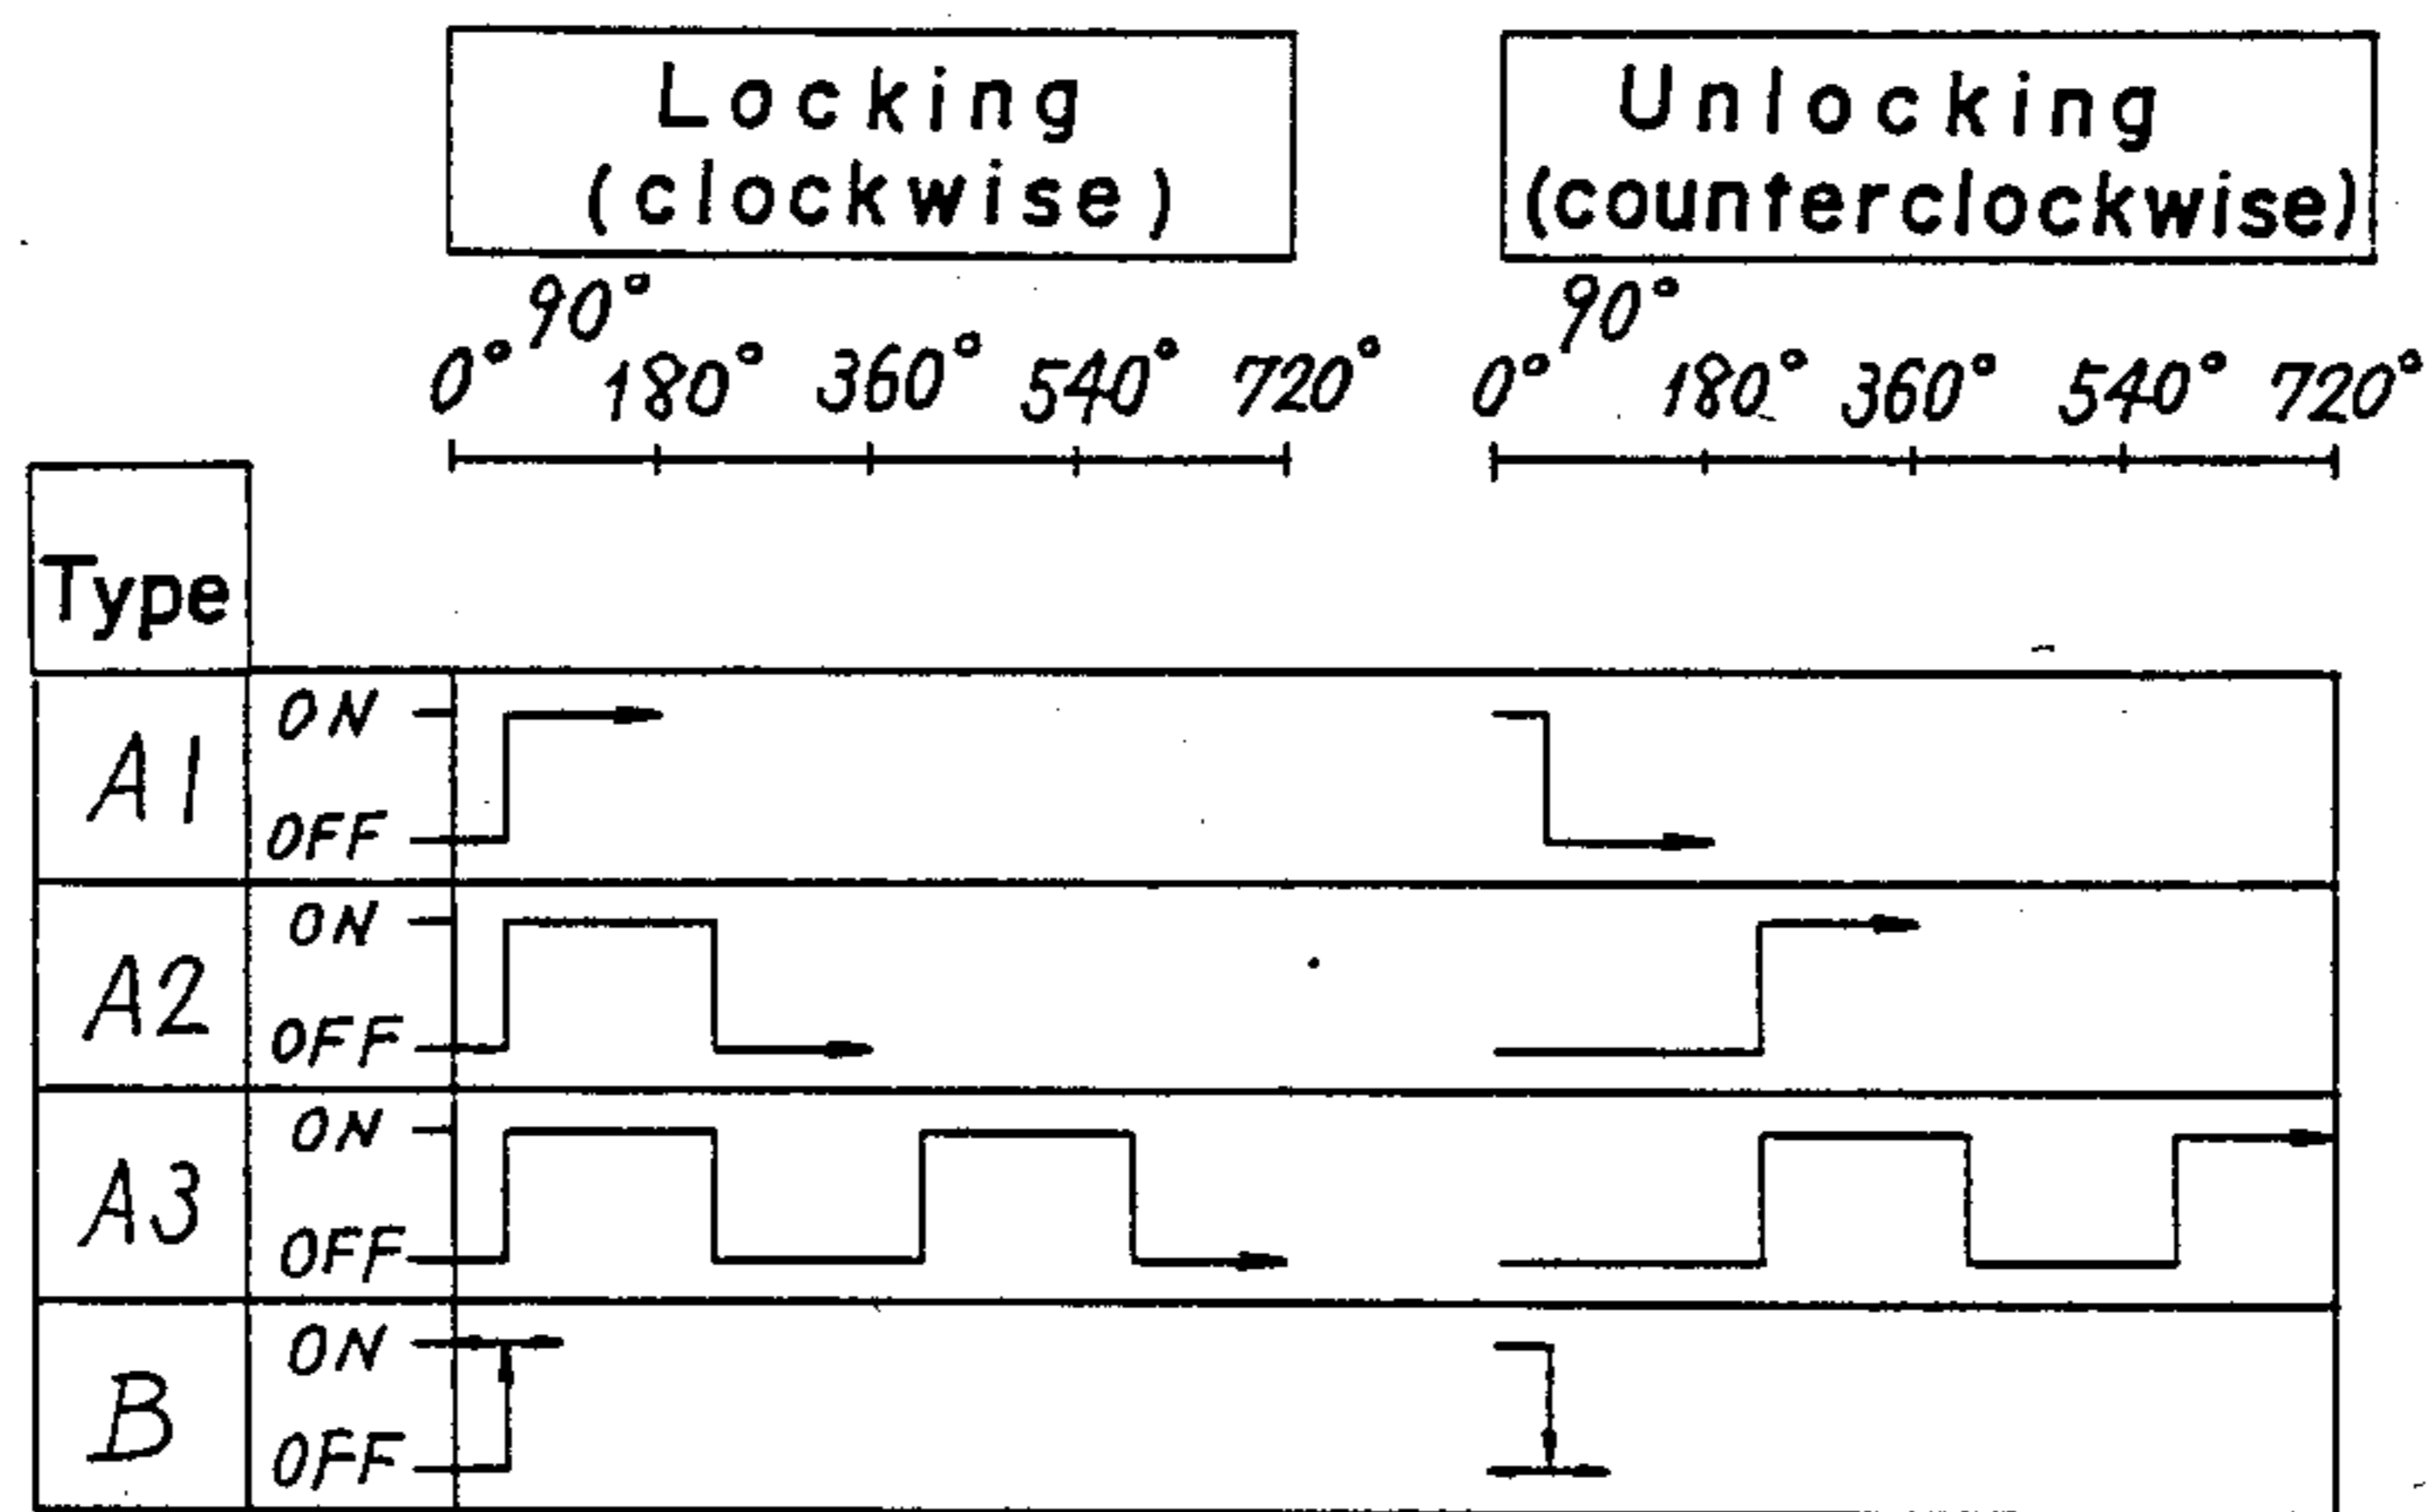 Locking
(clockwise)
Unlocking
(counterclockwise)
0° 90° 180° 360° 540° 720°
0° 90° 180° 360° 540° 720°
Type
A1
ON
OFF
A2
ON
OFF
A3
ON
OFF
B
ON
OFF